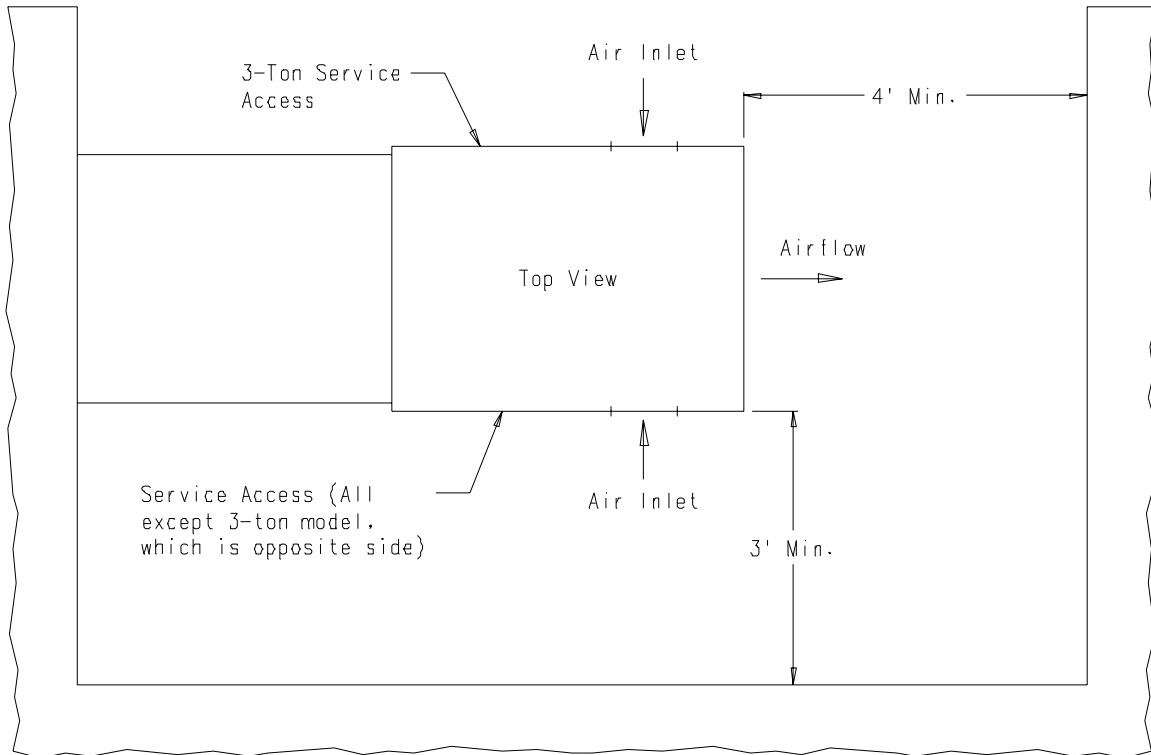 Air Inlet
3-Ton Service
Access
4' Min.
Airflow
Top View
Service Access (All
except 3-ton model,
which is opposite side)
Air Inlet
3' Min.